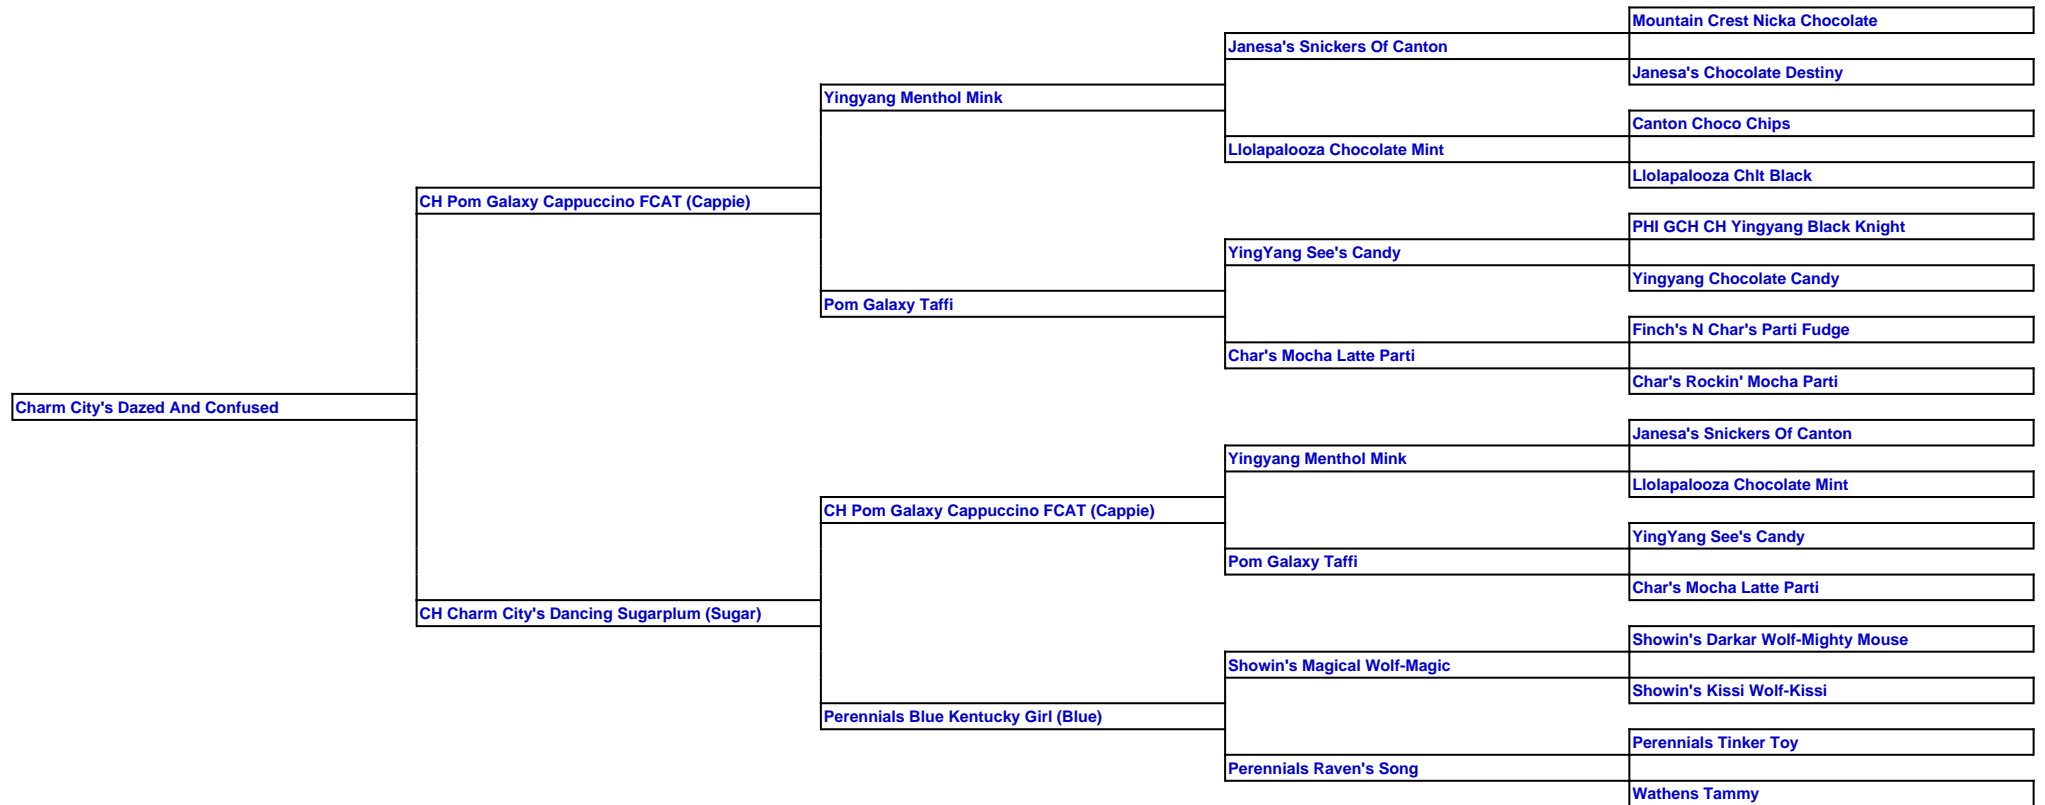 Mountain Crest Nicka Chocolate
Janesa's Snickers Of Canton
Janesa's Chocolate Destiny
Yingyang Menthol Mink
Canton Choco Chips
Llolapalooza Chocolate Mint
Llolapalooza Chlt Black
CH Pom Galaxy Cappuccino FCAT (Cappie)
PHI GCH CH Yingyang Black Knight
YingYang See's Candy
Yingyang Chocolate Candy
Pom Galaxy Taffi
Finch's N Char's Parti Fudge
Char's Mocha Latte Parti
Char's Rockin' Mocha Parti
Charm City's Dazed And Confused
Janesa's Snickers Of Canton
Yingyang Menthol Mink
Llolapalooza Chocolate Mint
CH Pom Galaxy Cappuccino FCAT (Cappie)
YingYang See's Candy
Pom Galaxy Taffi
Char's Mocha Latte Parti
CH Charm City's Dancing Sugarplum (Sugar)
Showin's Darkar Wolf-Mighty Mouse
Showin's Magical Wolf-Magic
Showin's Kissi Wolf-Kissi
Perennials Blue Kentucky Girl (Blue)
Perennials Tinker Toy
Perennials Raven's Song
Wathens Tammy